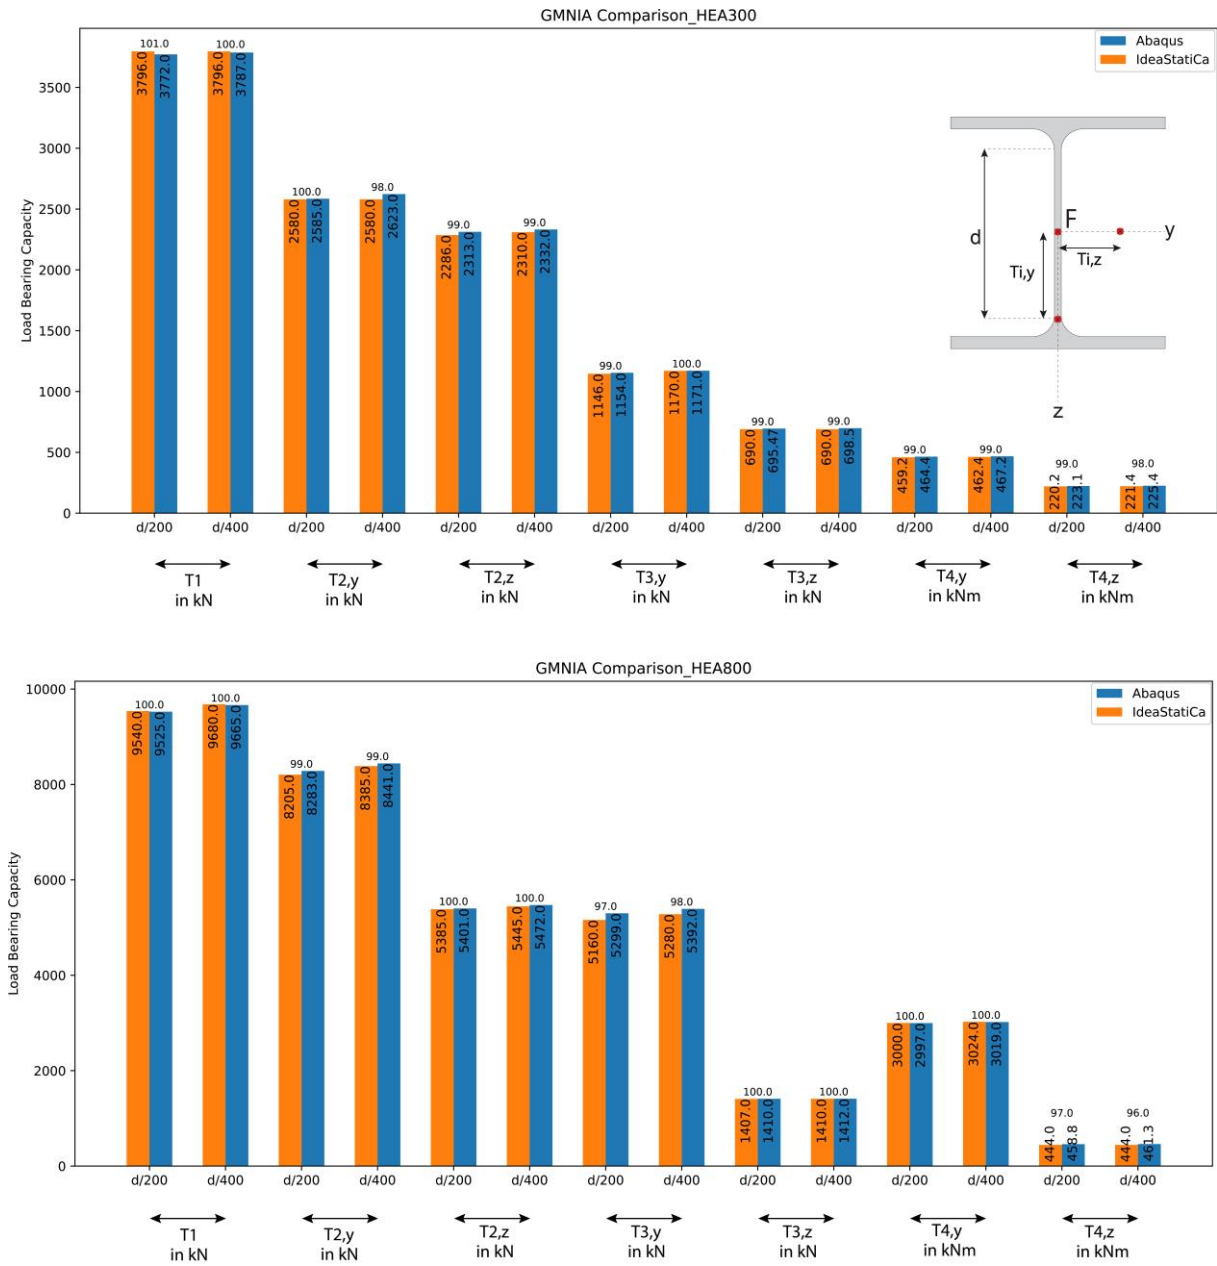 GMNIA Comparison_HEA300
Abaqus
IdeaStatiCa
Load Bearing Capacity
3500
3000
2500
2000
1500
1000
500
0
101.0 100.0
3796.0 3772.0 3796.0 3787.0
100.0 98.0
2580.0 2585.0 2580.0 2623.0
99.0 99.0
2286.0 2313.0 2310.0 2332.0
99.0 100.0
1146.0 1154.0 1170.0 1171.0
99.0 99.0
690.0 695.47 690.0 698.5
99.0 99.0
459.2 464.4 462.4 467.2
99.0 98.0
220.2 223.1 221.4 225.4
d
F
y
Ti,y
Ti,z
z
d/200 d/400 d/200 d/400 d/200 d/400 d/200 d/400 d/200 d/400 d/200 d/400 d/200 d/400
T1 T2,y T2,z T3,y T3,z T4,y T4,z
in kN in kN in kN in kN in kN in kNm in kNm
GMNIA Comparison_HEA800
Abaqus
IdeaStatiCa
Load Bearing Capacity
10000
8000
6000
4000
2000
0
100.0 100.0
9540.0 9525.0 9680.0 9665.0
99.0 99.0
8205.0 8283.0 8385.0 8441.0
100.0 100.0
5385.0 5401.0 5445.0 5472.0
97.0 98.0
5160.0 5299.0 5280.0 5392.0
100.0 100.0
1407.0 1410.0 1410.0 1412.0
100.0 100.0
3000.0 2997.0 3024.0 3019.0
97.0 96.0
444.0 458.8 444.0 461.3
d/200 d/400 d/200 d/400 d/200 d/400 d/200 d/400 d/200 d/400 d/200 d/400 d/200 d/400
T1 T2,y T2,z T3,y T3,z T4,y T4,z
in kN in kN in kN in kN in kN in kNm in kNm